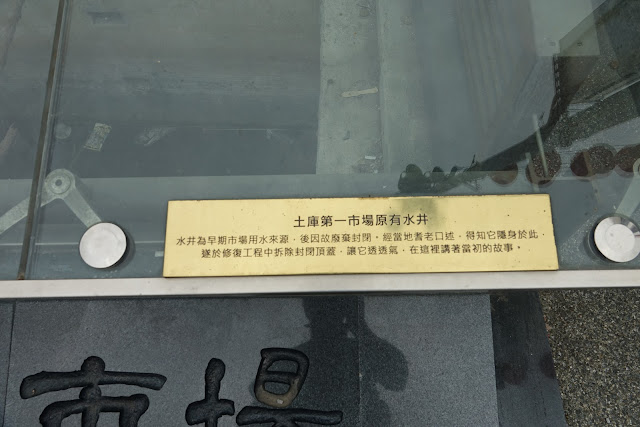 土庫第一市場原有水井
水井為早期市場用水來源，後因故廢棄封閉。經當地耆老口述，得知它隱身於此，
遂於修復工程中拆除封閉頂蓋，讓它透透氣，在這裡講著當初的故事。
市場